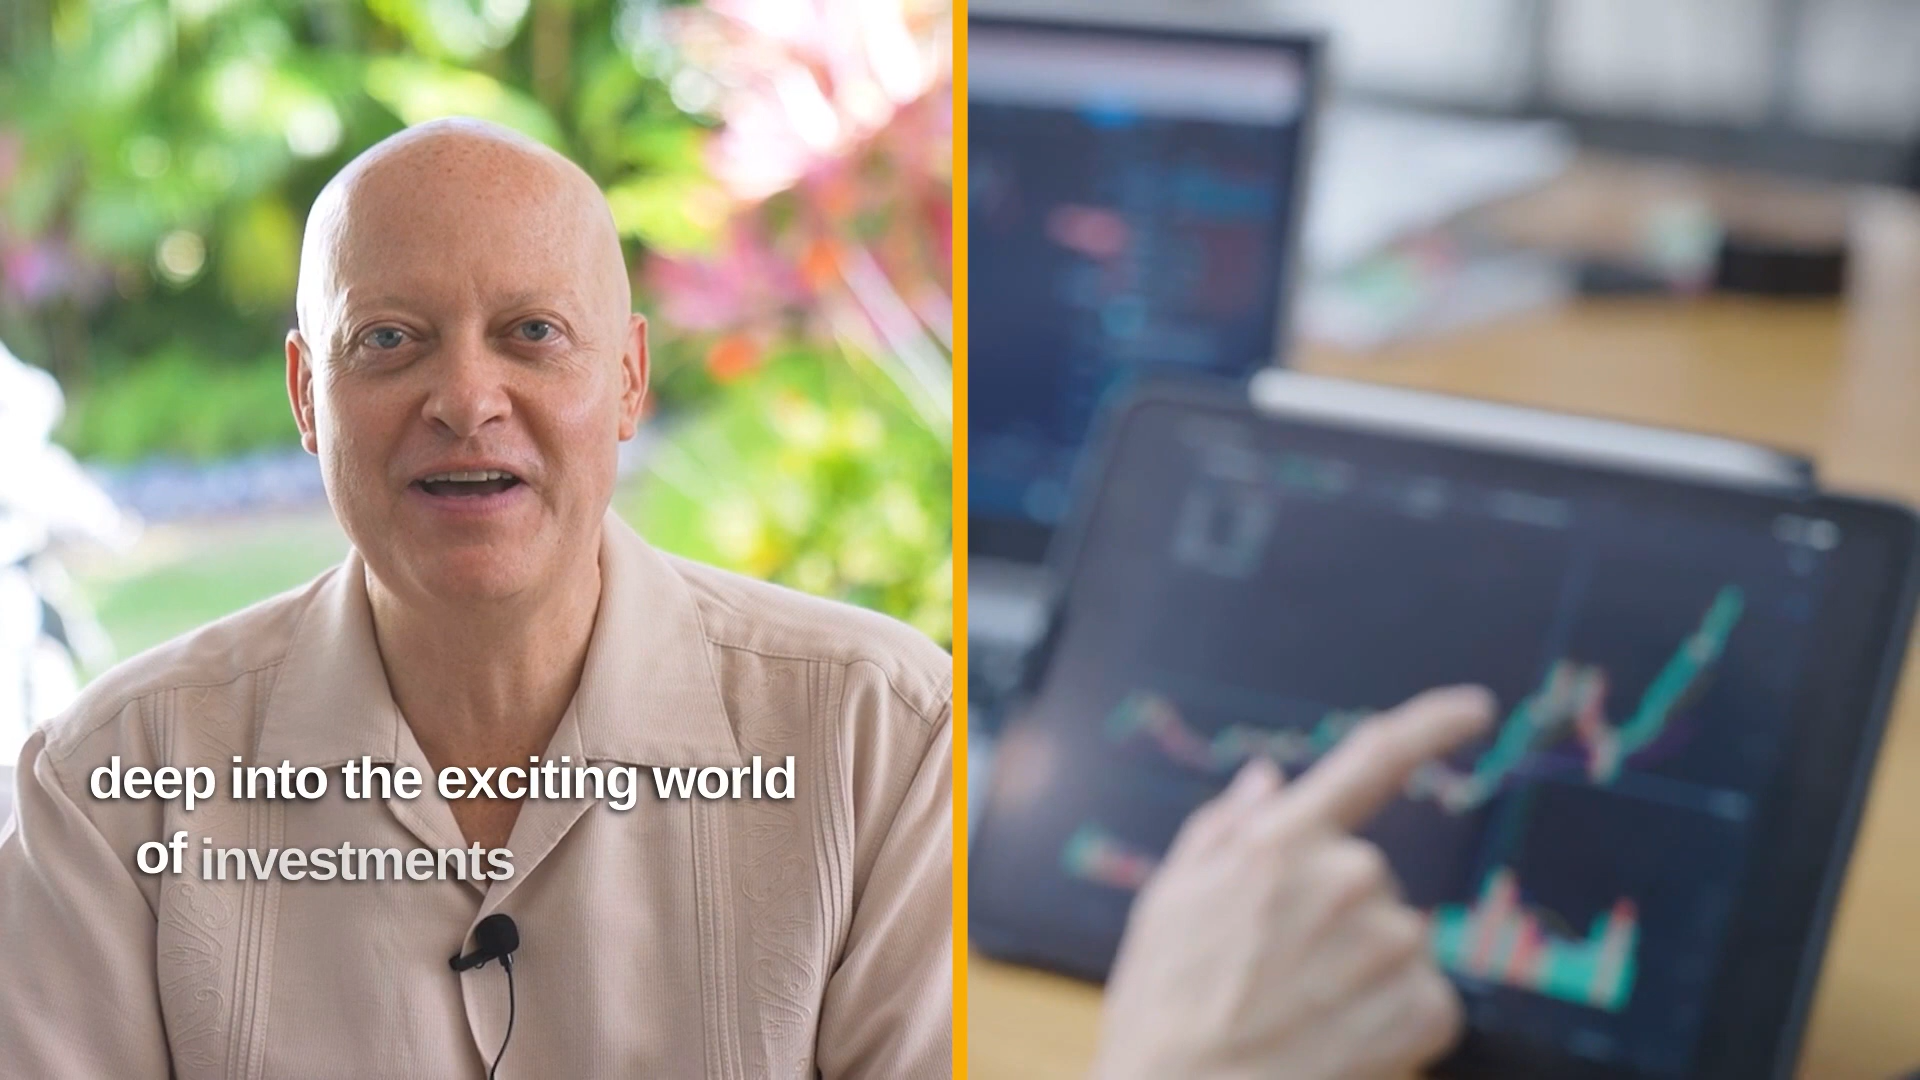 deep into the exciting world
of investments